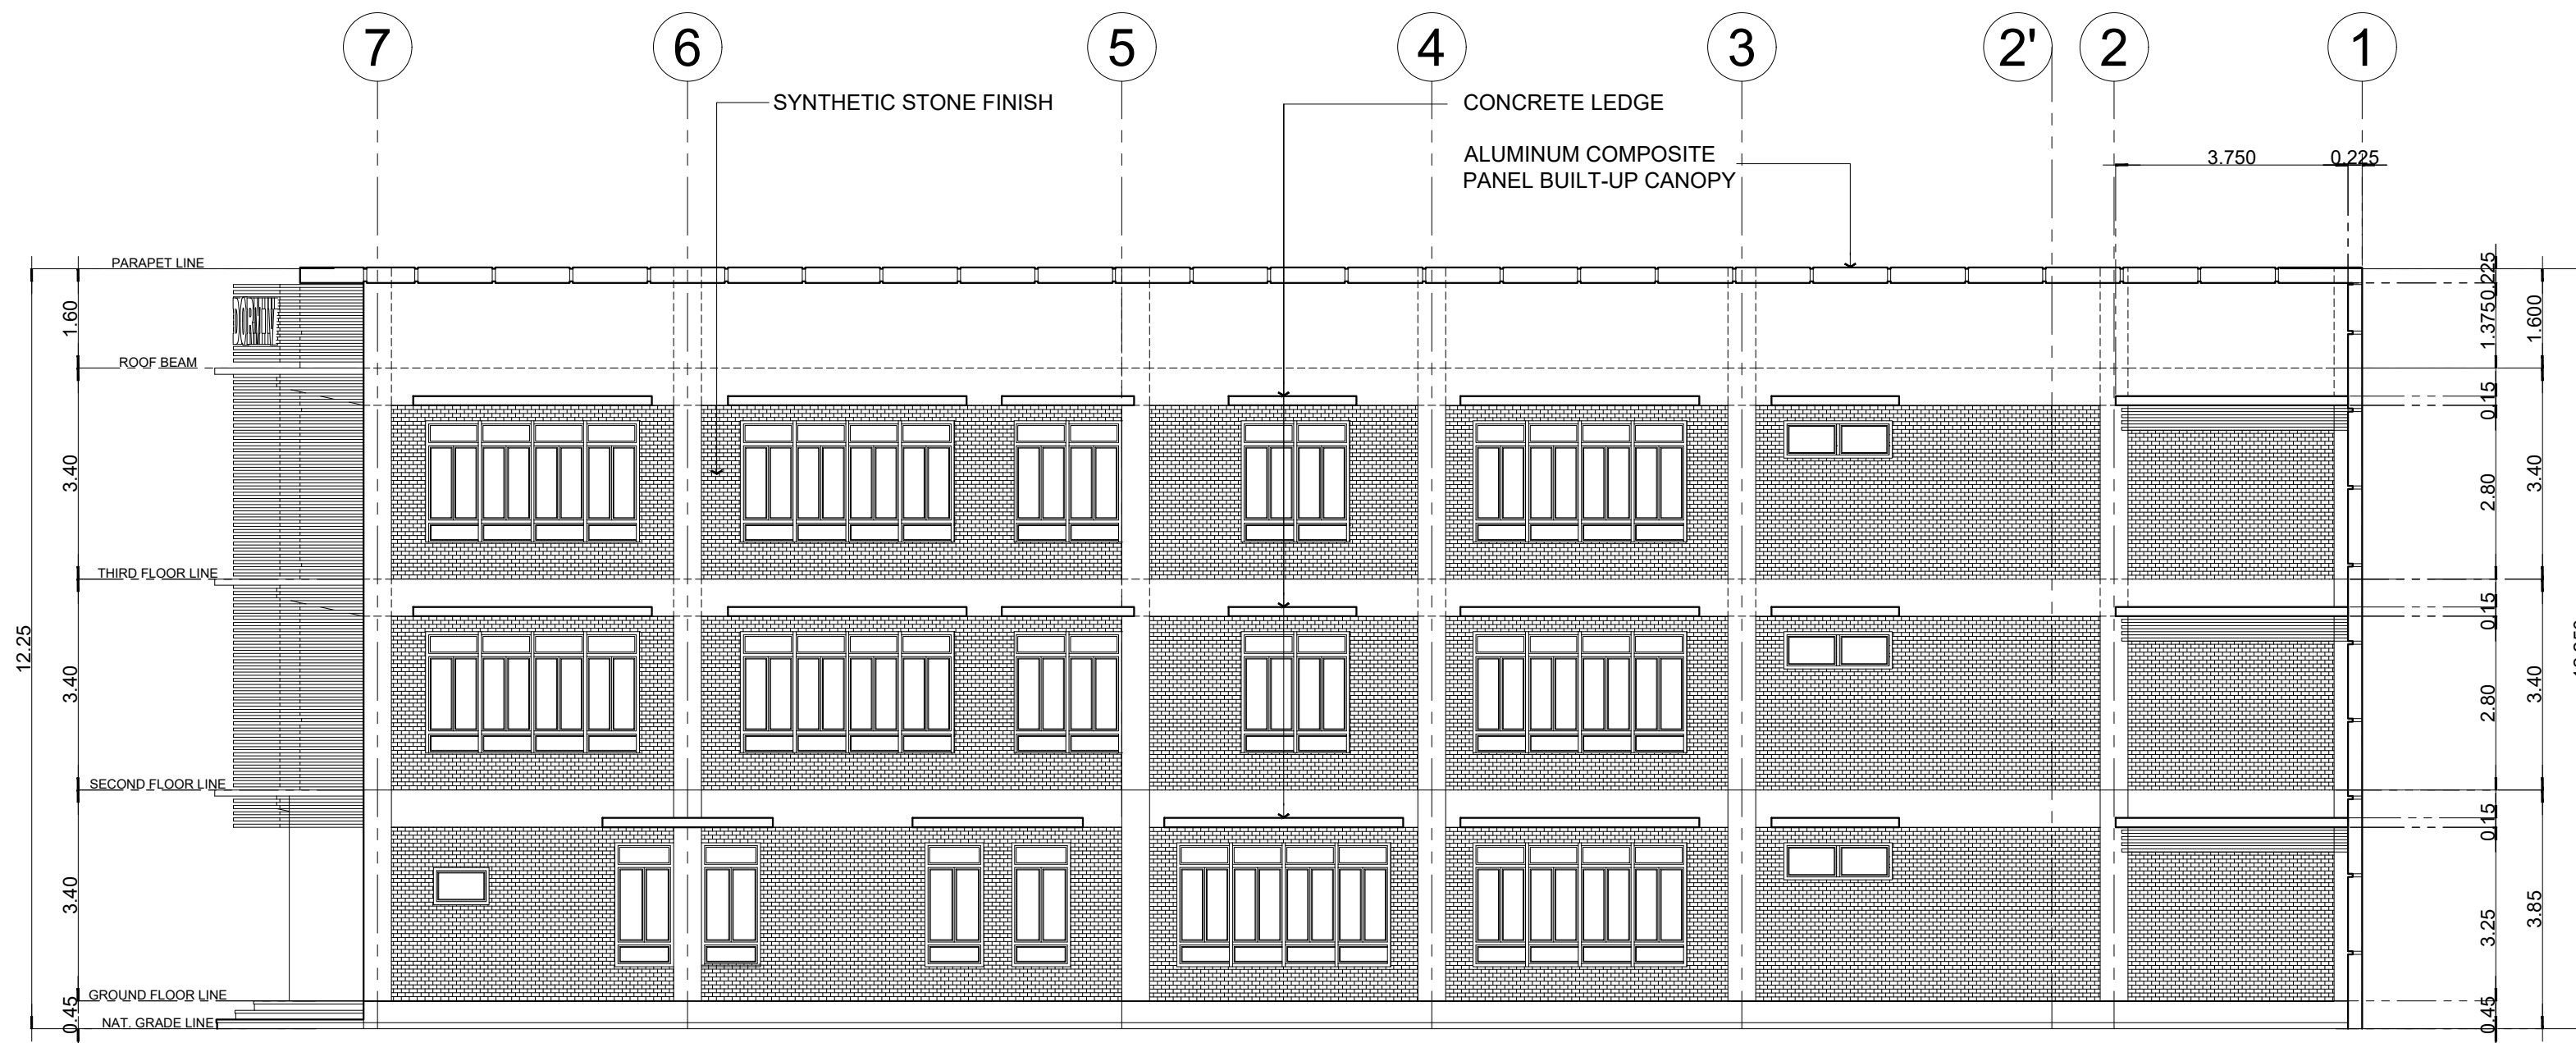 7 6 5 4 3 2' 2 1
SYNTHETIC STONE FINISH
CONCRETE LEDGE
ALUMINUM COMPOSITE
PANEL BUILT-UP CANOPY
3.750 0.225
PARAPET LINE
1.60
ROOF BEAM
3.40
THIRD FLOOR LINE
3.40
SECOND FLOOR LINE
3.40
GROUND FLOOR LINE
0.45
NAT. GRADE LINE
12.25
0.225
1.375
0.15
2.80
0.15
2.80
0.15
3.25
0.45
1.600
3.40
3.40
3.85